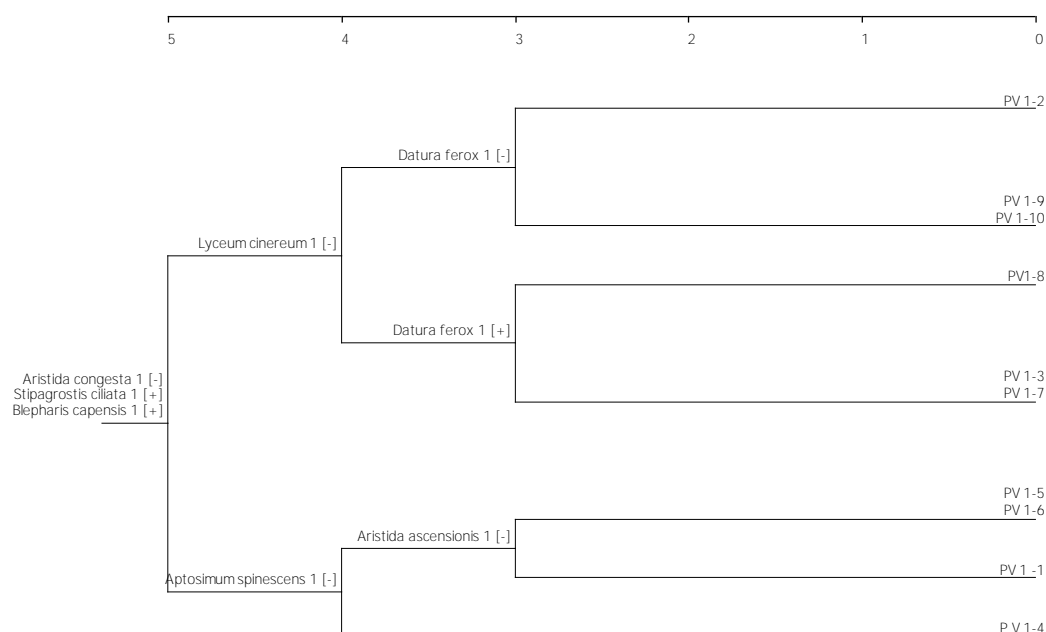 5 4 3 2 1 0
PV 1-2
Datura ferox 1 [-]
PV 1-9
PV 1-10
Lyceum cinereum 1 [-]
PV1-8
Datura ferox 1 [+]
Aristida congesta 1 [-]
Stipagrostis ciliata 1 [+]
Blepharis capensis 1 [+]
PV 1-3
PV 1-7
PV 1-5
PV 1-6
Aristida ascensionis 1 [-]
PV 1 -1
Aptosimum spinescens 1 [-]
P V 1-4